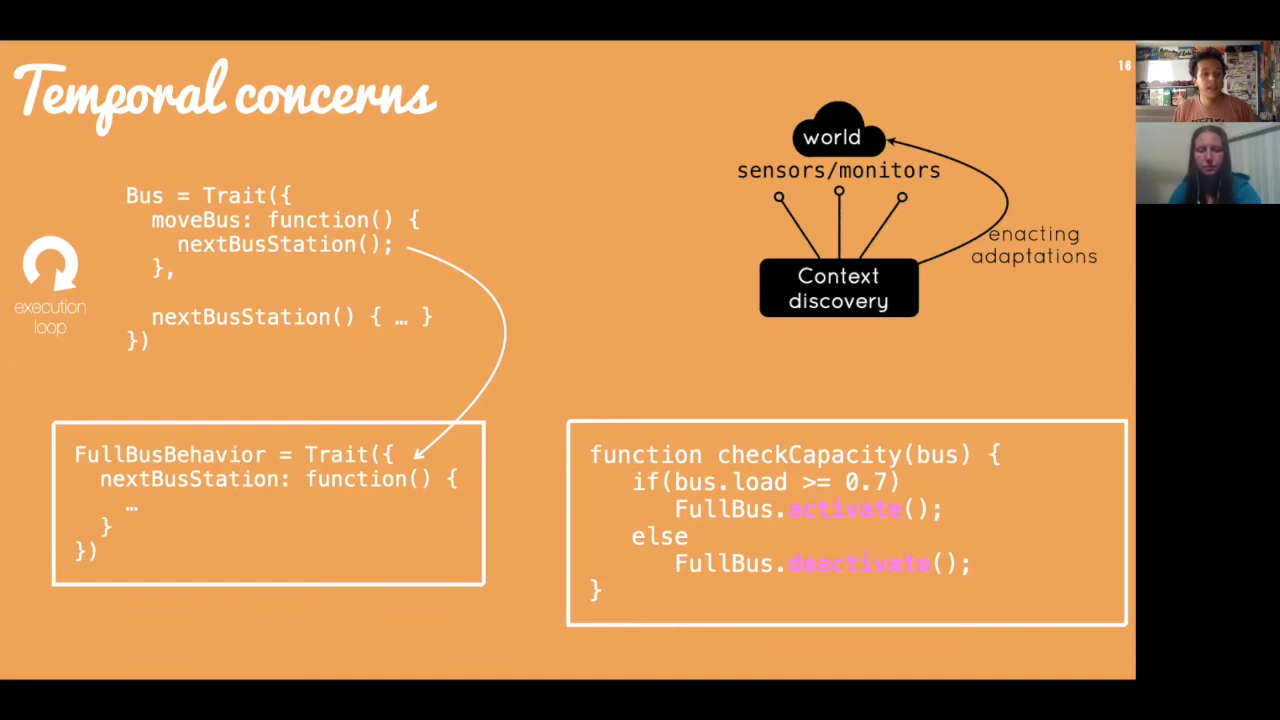 Temporal concerns
16
Bus = Trait({
moveBus: function() {
nextBusStation();
},
nextBusStation() { … }
})
execution
loop
world
sensors/monitors
enacting
adaptations
Context
discovery
FullBusBehavior = Trait({
nextBusStation: function() {
…
}
})
function checkCapacity(bus) {
if(bus.load >= 0.7)
FullBus.activate();
else
FullBus.deactivate();
}